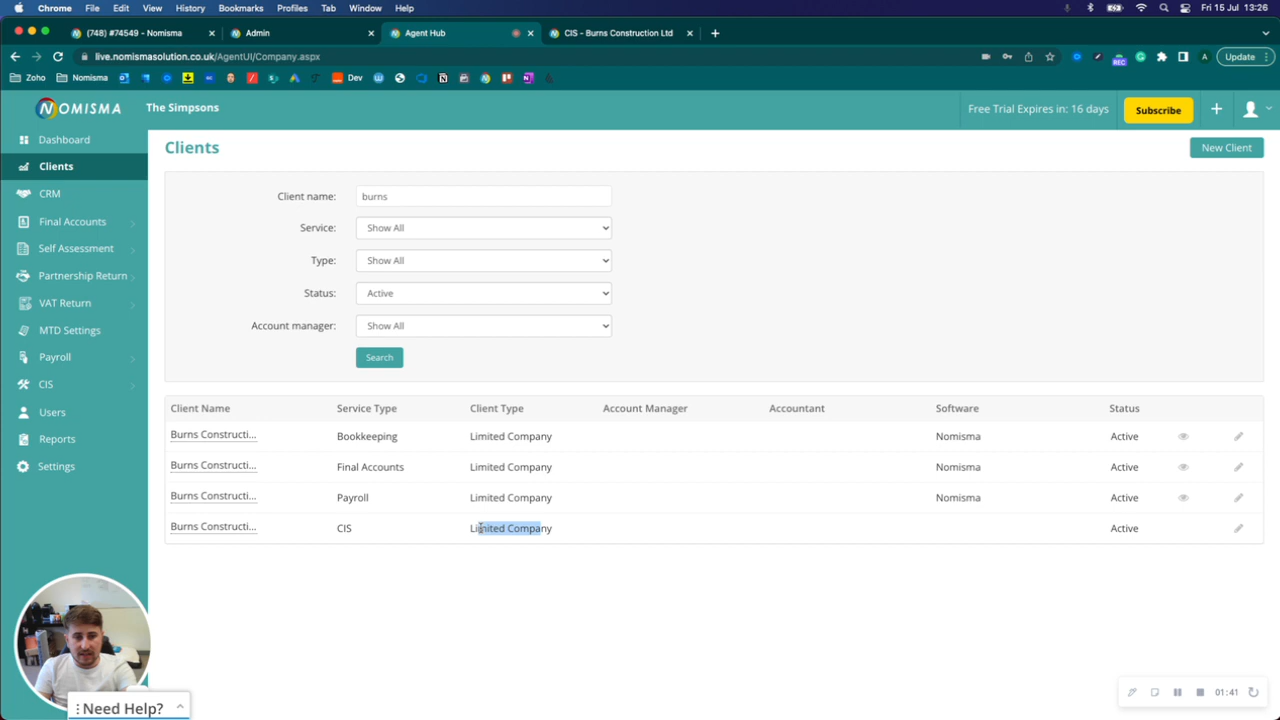 Chrome File Edit View History Bookmarks Profiles Tab Window Help
Fri 15 Jul 13:26
(748) #74549 - Nomisma
Admin
Agent Hub
CIS - Burns Construction Ltd
live.nomismasolution.co.uk/AgentUI/Company.aspx
REC
A
Update
Zoho
Nomisma
Dev
NOMISMA
The Simpsons
Free Trial Expires in: 16 days
Subscribe
Dashboard
Clients
CRM
Final Accounts
Self Assessment
Partnership Return
VAT Return
MTD Settings
Payroll
CIS
Users
Reports
Settings
Clients
New Client
Client name: burns
Service: Show All
Type: Show All
Status: Active
Account manager: Show All
Search
Client Name Service Type Client Type Account Manager Accountant Software Status
Burns Constructi... Bookkeeping Limited Company Nomisma Active
Burns Constructi... Final Accounts Limited Company Nomisma Active
Burns Constructi... Payroll Limited Company Nomisma Active
Burns Constructi... CIS Limited Company Active
Need Help?
01:41